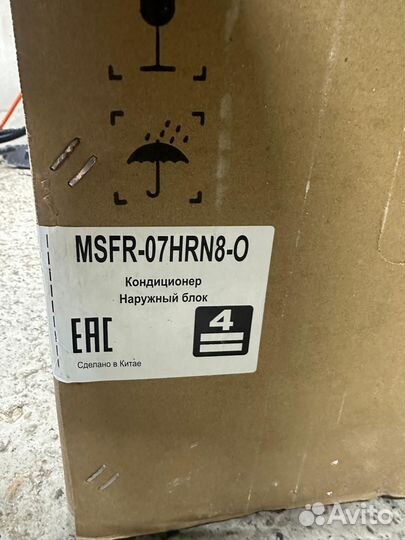 MSFR-07HRN8-O
Кондиционер
Наружный блок
EAC
4
Сделано в Китае
Avito